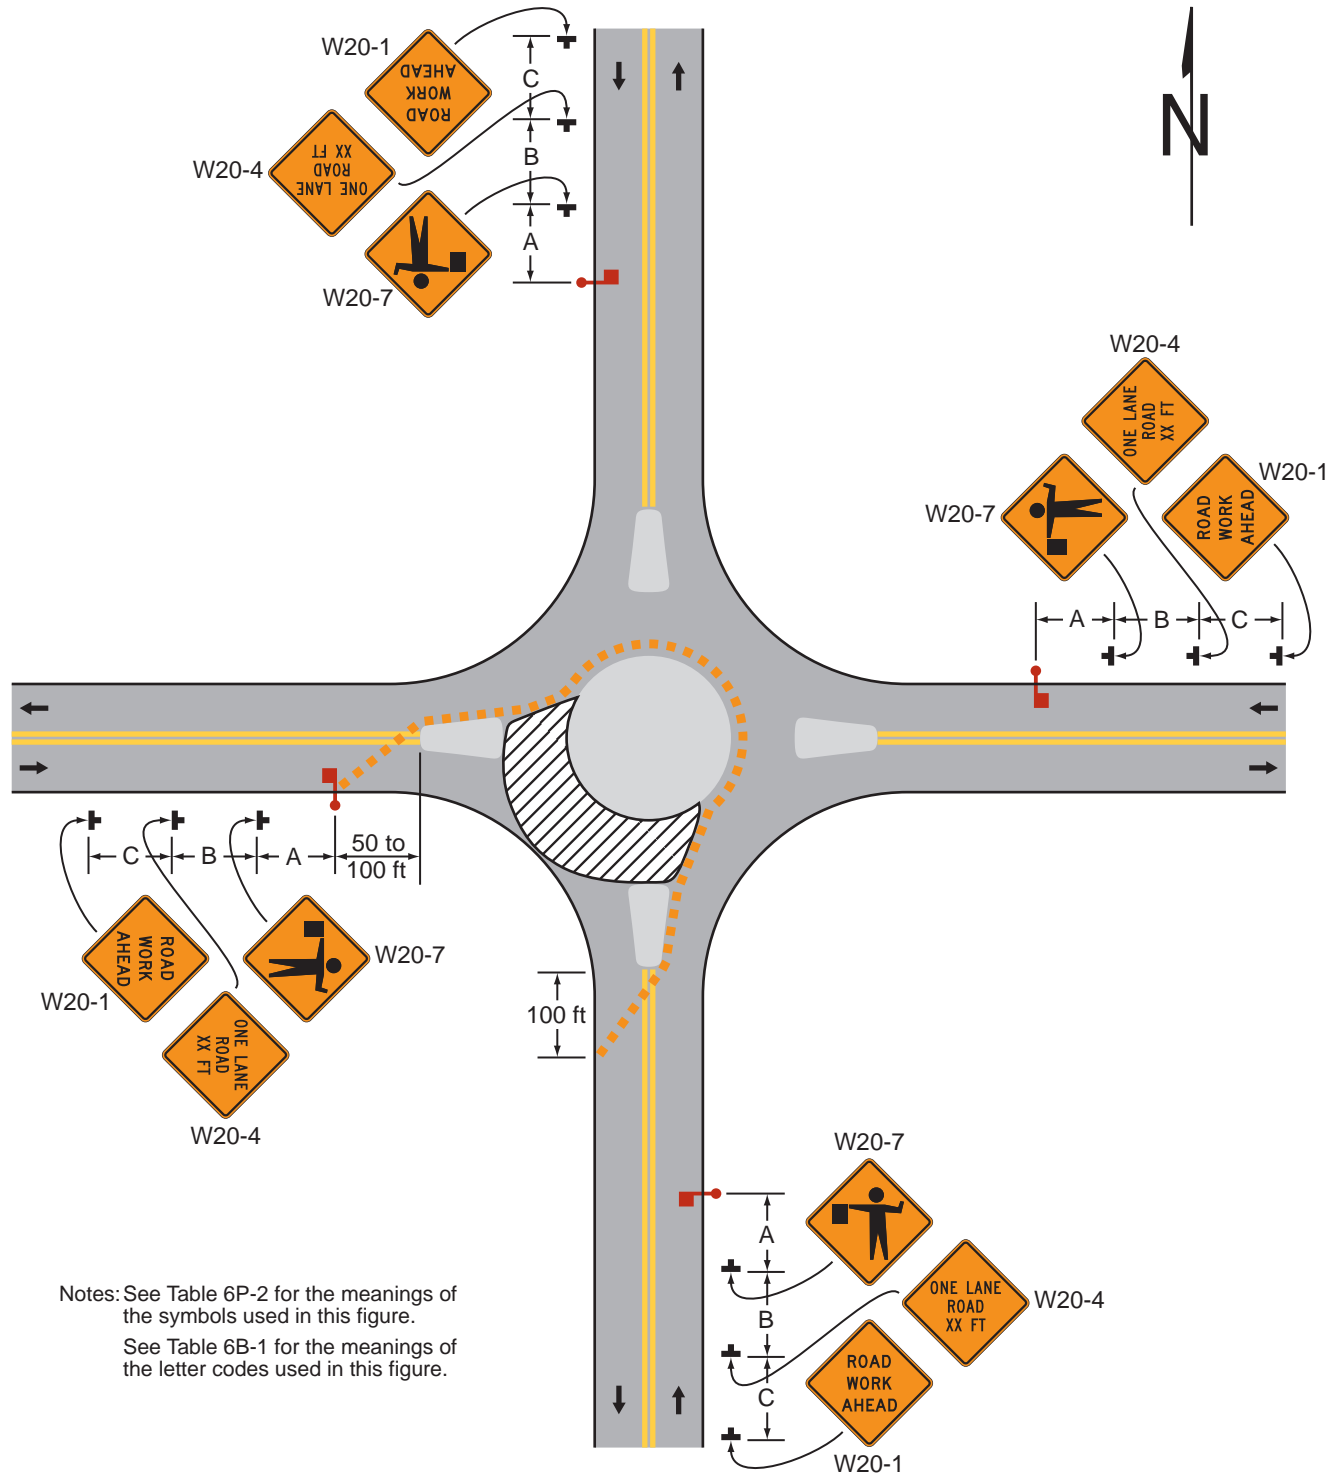 W20-1
ROAD
WORK
AHEAD
C
W20-4
ONE LANE
ROAD
XX FT
B
W20-7
A
N
W20-4
ONE LANE
ROAD
XX FT
W20-1
ROAD
WORK
AHEAD
W20-7
A
B
C
C
B
A
50 to
100 ft
ROAD
WORK
AHEAD
W20-1
W20-7
ONE LANE
ROAD
XX FT
W20-4
100 ft
W20-7
A
ONE LANE
ROAD
XX FT
W20-4
B
ROAD
WORK
AHEAD
C
W20-1
Notes: See Table 6P-2 for the meanings of
the symbols used in this figure.
See Table 6B-1 for the meanings of
the letter codes used in this figure.